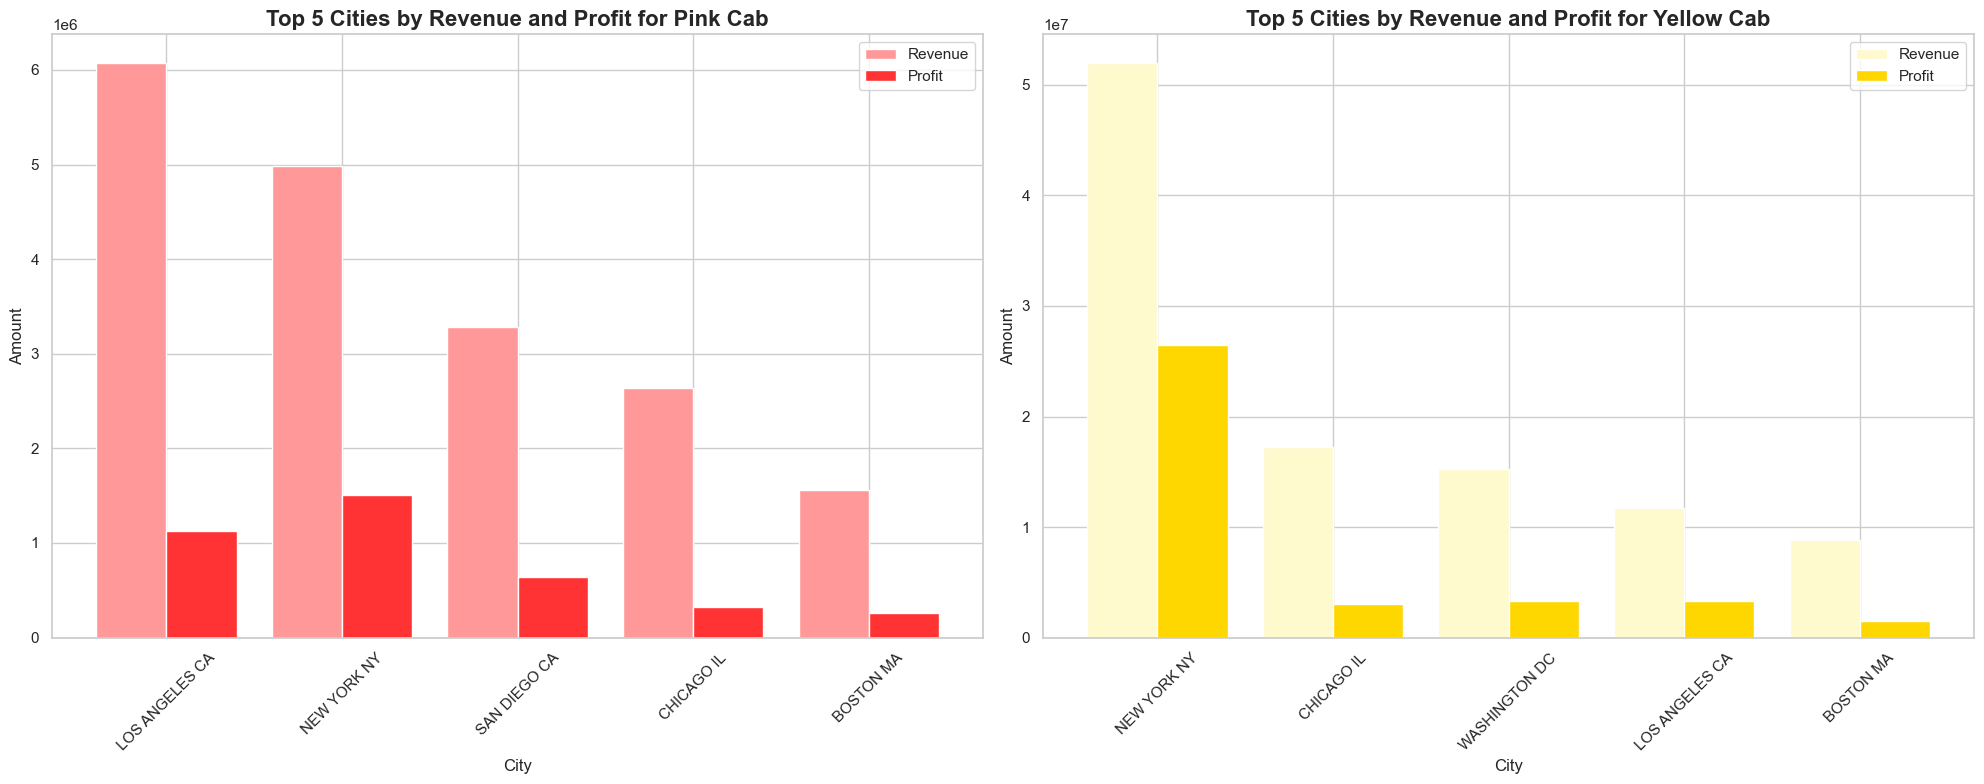 Top 5 Cities by Revenue and Profit for Pink Cab
1e6
Revenue
Profit
6
5
4
3
2
1
0
Amount
LOS ANGELES CA
NEW YORK NY
SAN DIEGO CA
CHICAGO IL
BOSTON MA
City
Top 5 Cities by Revenue and Profit for Yellow Cab
1e7
Revenue
Profit
5
4
3
2
1
0
Amount
NEW YORK NY
CHICAGO IL
WASHINGTON DC
LOS ANGELES CA
BOSTON MA
City